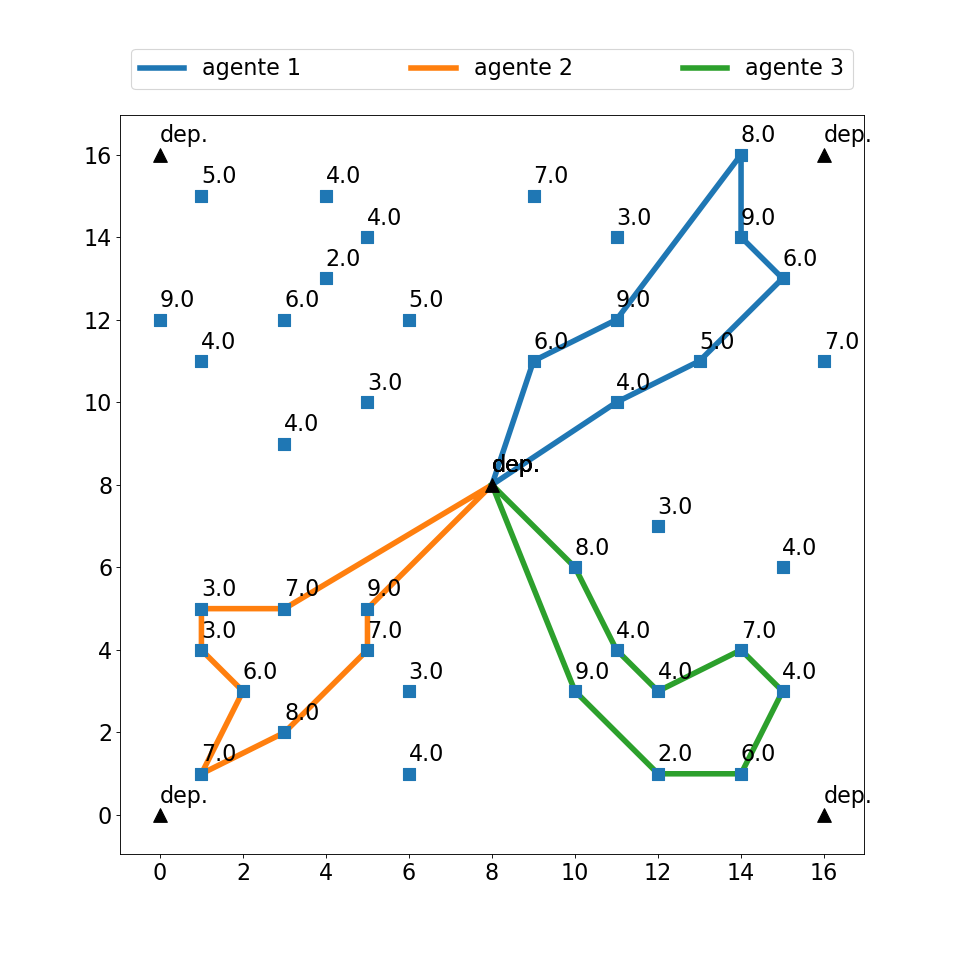 agente 1 agente 2 agente 3
dep. 8.0 dep.
16
5.0 4.0 7.0
4.0 3.0 9.0
14
2.0 6.0
9.0 6.0 5.0 9.0
12
4.0 6.0 5.0 7.0
3.0 4.0
10
4.0
dep. dep.
8
3.0
8.0 4.0
6
3.0 7.0 9.0
3.0 7.0 4.0 7.0
4
6.0 3.0 9.0 4.0 4.0
8.0
2
7.0 4.0 2.0 6.0
dep. dep.
0
0 2 4 6 8 10 12 14 16